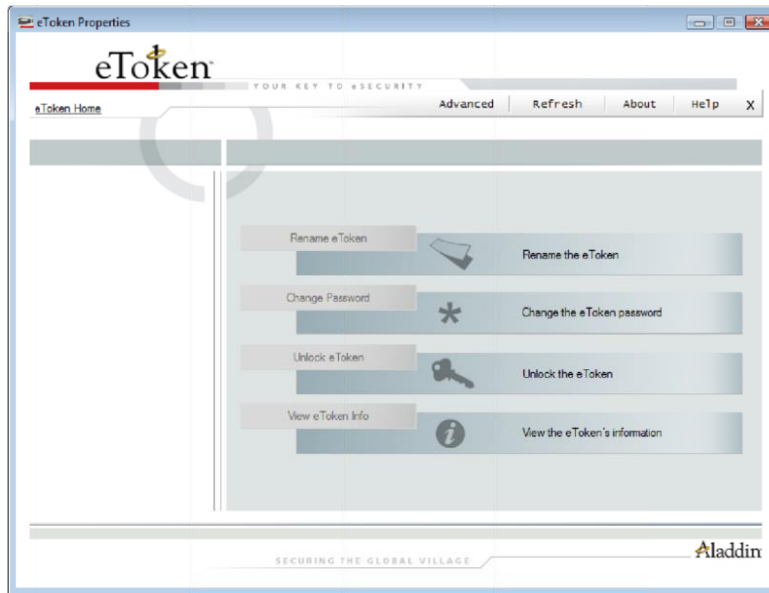 eToken Properties
eToken
YOUR KEY TO eSECURITY
eToken Home
Advanced Refresh About Help X
Rename eToken
Rename the eToken
Change Password
Change the eToken password
Unlock eToken
Unlock the eToken
View eToken Info
View the eToken's information
SECURING THE GLOBAL VILLAGE
Aladdin